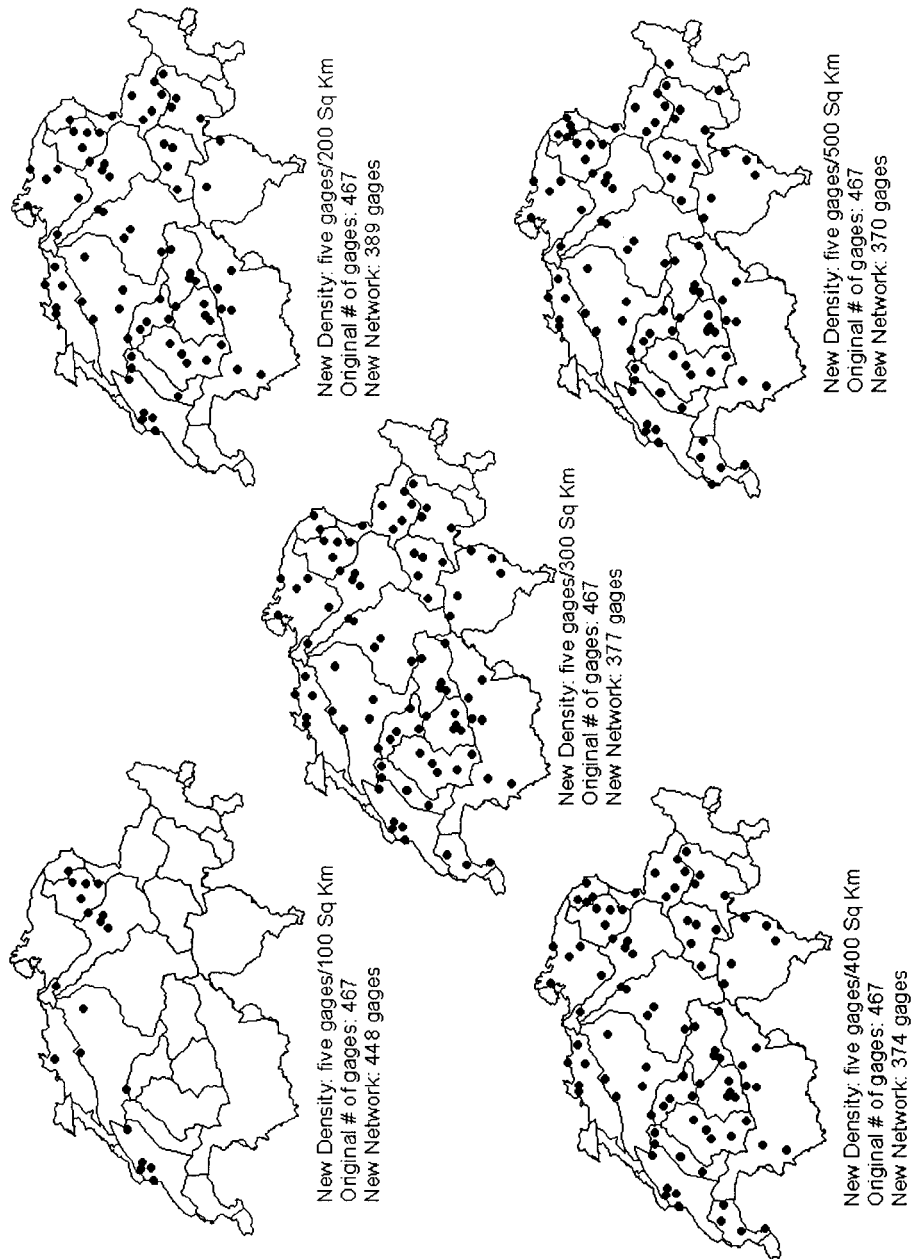 New Density: five gages/100 Sq Km
Original # of gages: 467
New Network: 448 gages
New Density: five gages/200 Sq Km
Original # of gages: 467
New Network: 389 gages
New Density: five gages/300 Sq Km
Original # of gages: 467
New Network: 377 gages
New Density: five gages/400 Sq Km
Original # of gages: 467
New Network: 374 gages
New Density: five gages/500 Sq Km
Original # of gages: 467
New Network: 370 gages